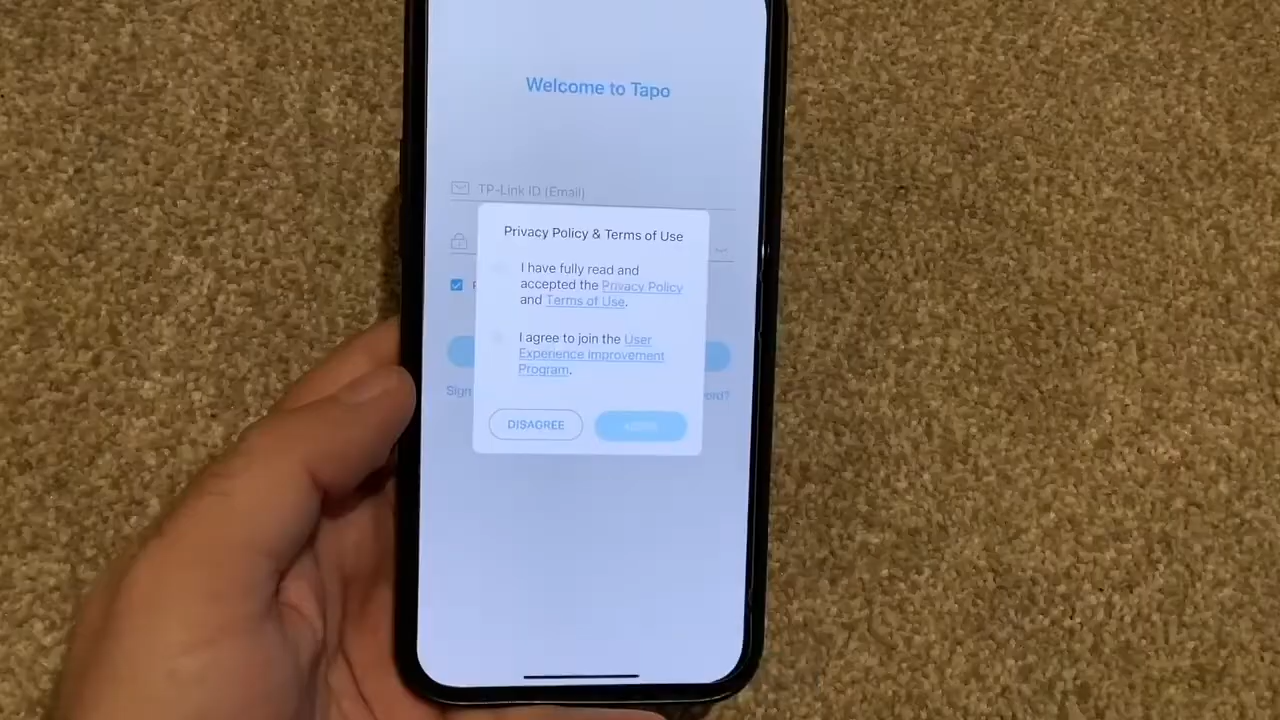 Welcome to Tapo
TP-Link ID (Email)
Privacy Policy & Terms of Use
I have fully read and
accepted the Privacy Policy
and Terms of Use.
I agree to join the User
Experience Improvement
Program.
Sign
DISAGREE